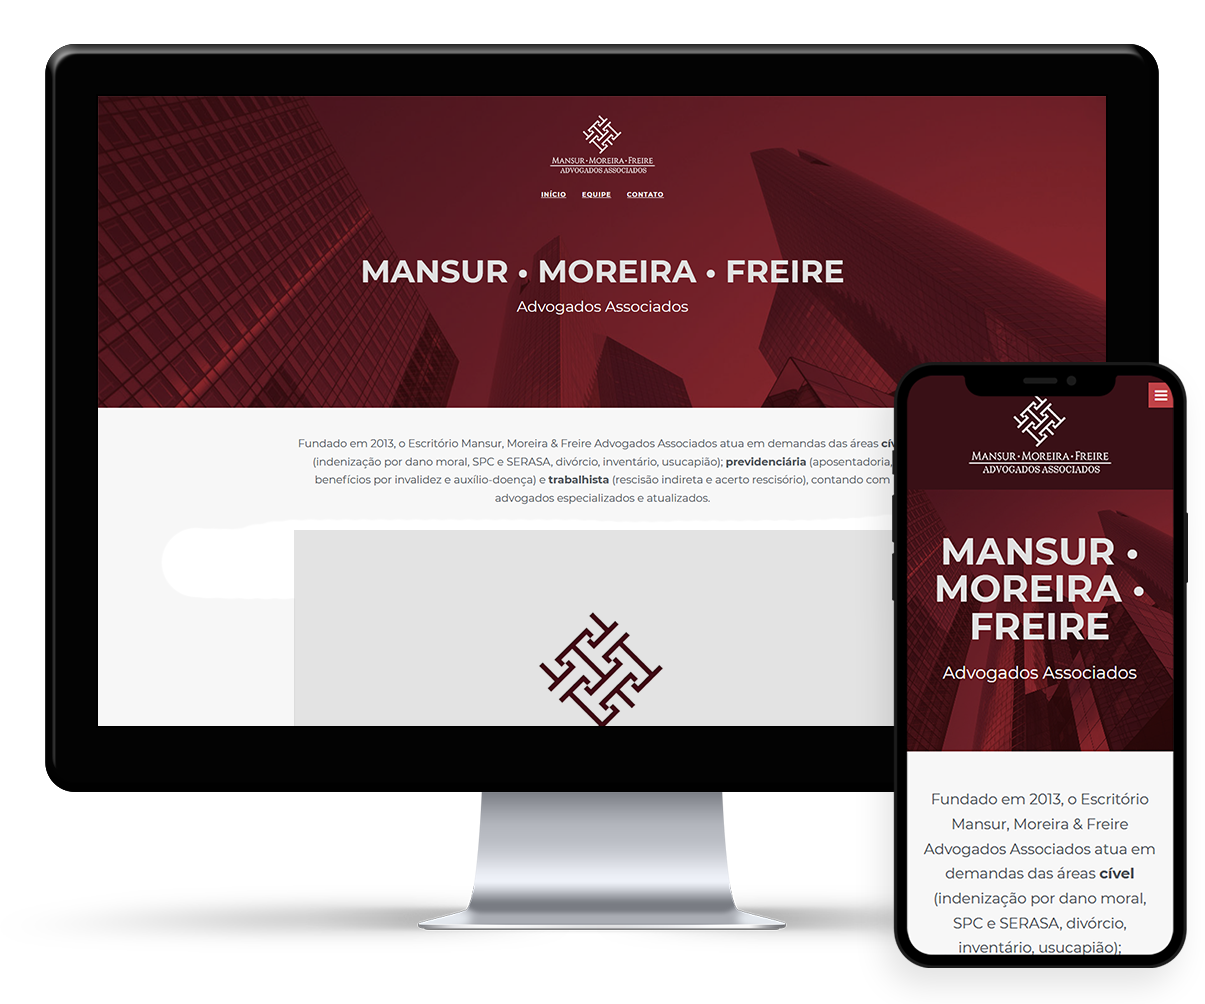 MANSUR • MOREIRA • FREIRE
ADVOGADOS ASSOCIADOS
INÍCIO EQUIPE CONTATO
MANSUR • MOREIRA • FREIRE
Advogados Associados
Fundado em 2013, o Escritório Mansur, Moreira & Freire Advogados Associados atua em demandas das áreas
(indenização por dano moral, SPC e SERASA, divórcio, inventário, usucapião); previdenciária (aposentadoria,
benefícios por invalidez e auxílio-doença) e trabalhista (rescisão indireta e acerto rescisório), contando com
advogados especializados e atualizados.
MANSUR • MOREIRA • FREIRE
ADVOGADOS ASSOCIADOS
MANSUR •
MOREIRA •
FREIRE
Advogados Associados
Fundado em 2013, o Escritório
Mansur, Moreira & Freire
Advogados Associados atua em
demandas das áreas cível
(indenização por dano moral,
SPC e SERASA, divórcio,
inventário, usucapião);